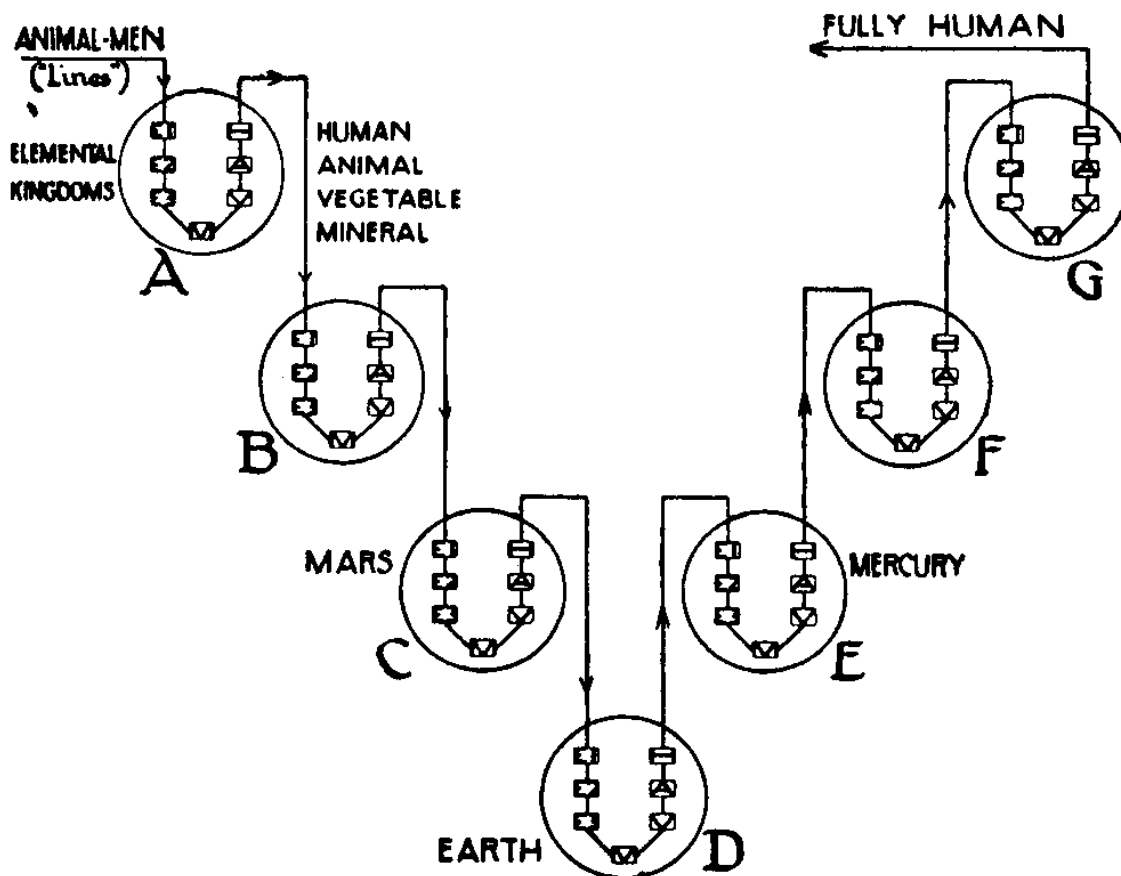 ANIMAL-MEN
("Lines")
ELEMENTAL
KINGDOMS
A
HUMAN
ANIMAL
VEGETABLE
MINERAL
B
MARS
C
EARTH
D
MERCURY
E
F
G
FULLY HUMAN